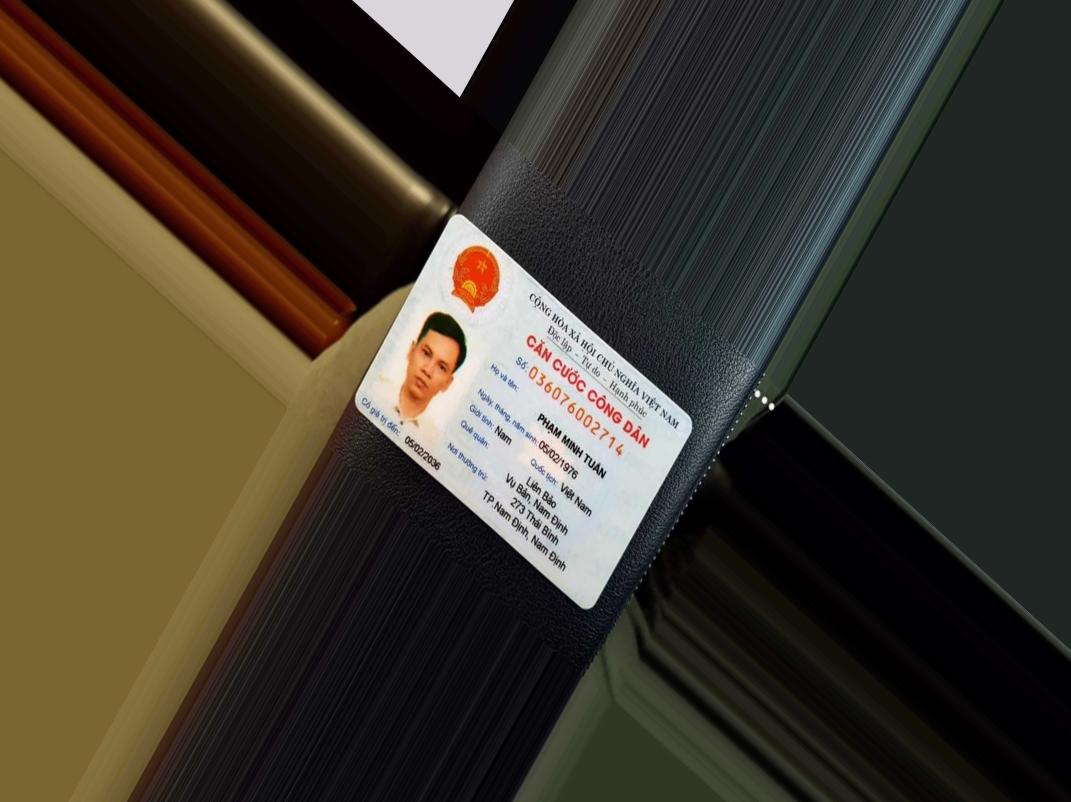 CỘNG HÒA XÃ HỘI CHỦ NGHĨA VIỆT NAM
Độc lập - Tự do - Hạnh phúc
CĂN CƯỚC CÔNG DÂN
Số: 036076002714
Họ và tên:
PHẠM MINH TUẤN
Ngày, tháng, năm sinh: 05/02/1976
Giới tính: Nam Quốc tịch: Việt Nam
Quê quán: Liên Bảo
Vụ Bản, Nam Định
Nơi thường trú: 273 Thái Bình
TP.Nam Định, Nam Định
Có giá trị đến: 05/02/2036